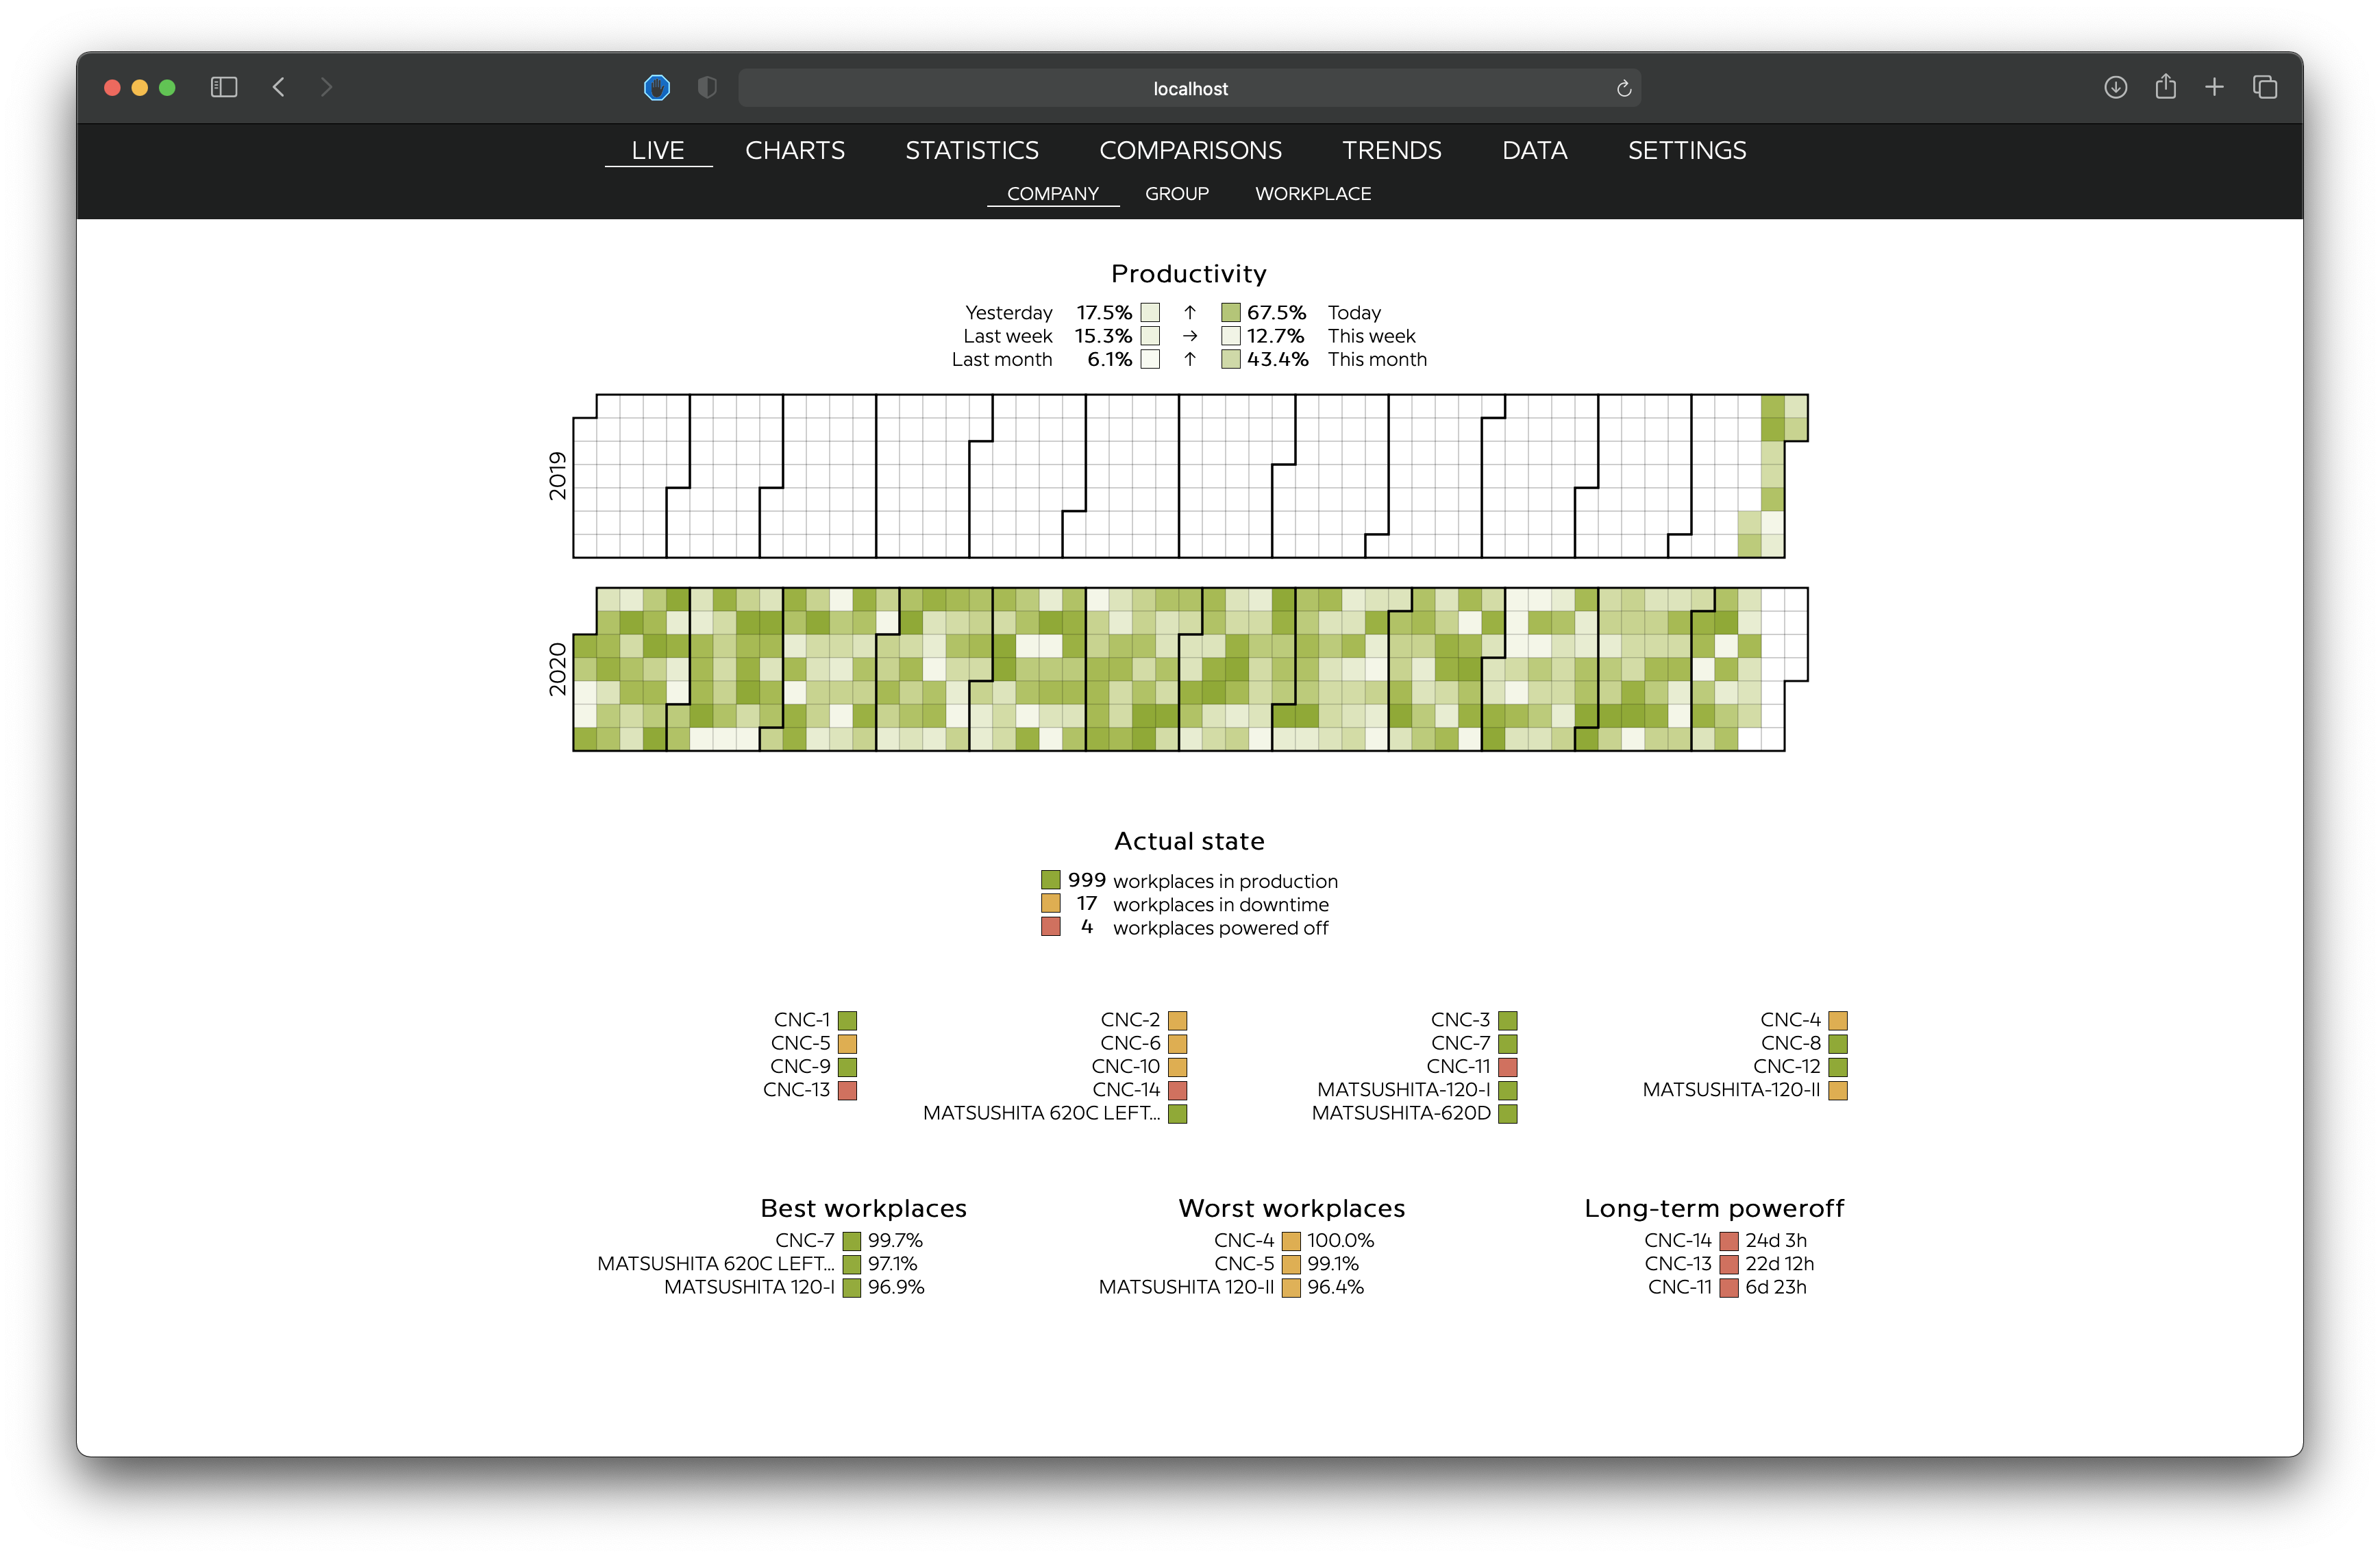 localhost
LIVE CHARTS STATISTICS COMPARISONS TRENDS DATA SETTINGS
COMPANY GROUP WORKPLACE
Productivity
Yesterday 17.5% ↑ 67.5% Today
Last week 15.3% → 12.7% This week
Last month 6.1% ↑ 43.4% This month
2019
2020
Actual state
999 workplaces in production
17 workplaces in downtime
4 workplaces powered off
CNC-1 CNC-2 CNC-3 CNC-4
CNC-5 CNC-6 CNC-7 CNC-8
CNC-9 CNC-10 CNC-11 CNC-12
CNC-13 CNC-14 MATSUSHITA-120-I MATSUSHITA-120-II
MATSUSHITA 620C LEFT... MATSUSHITA-620D
Best workplaces Worst workplaces Long-term poweroff
CNC-7 99.7% CNC-4 100.0% CNC-14 24d 3h
MATSUSHITA 620C LEFT... 97.1% CNC-5 99.1% CNC-13 22d 12h
MATSUSHITA 120-I 96.9% MATSUSHITA 120-II 96.4% CNC-11 6d 23h